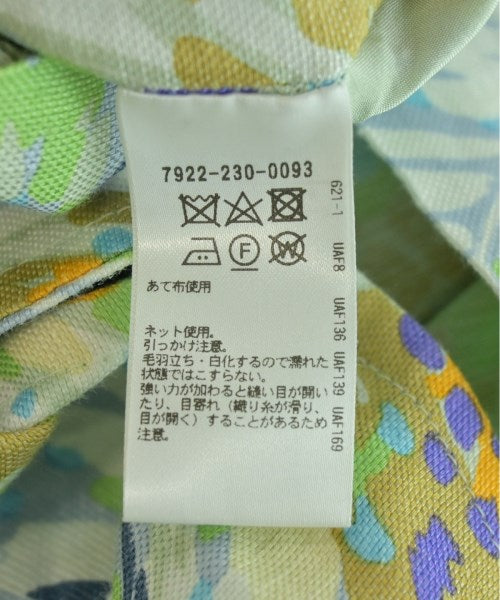 7922-230-0093
F W
あて布使用
ネット使用。
引っかけ注意。
毛羽立ち・白化するので濡れた
状態ではこすらない。
強い力が加わると縫い目が開い
たり、目寄れ（織り糸が滑り、
目が開く）することがあるため
注意。
621-1 UAF8 UAF136 UAF139 UAF169